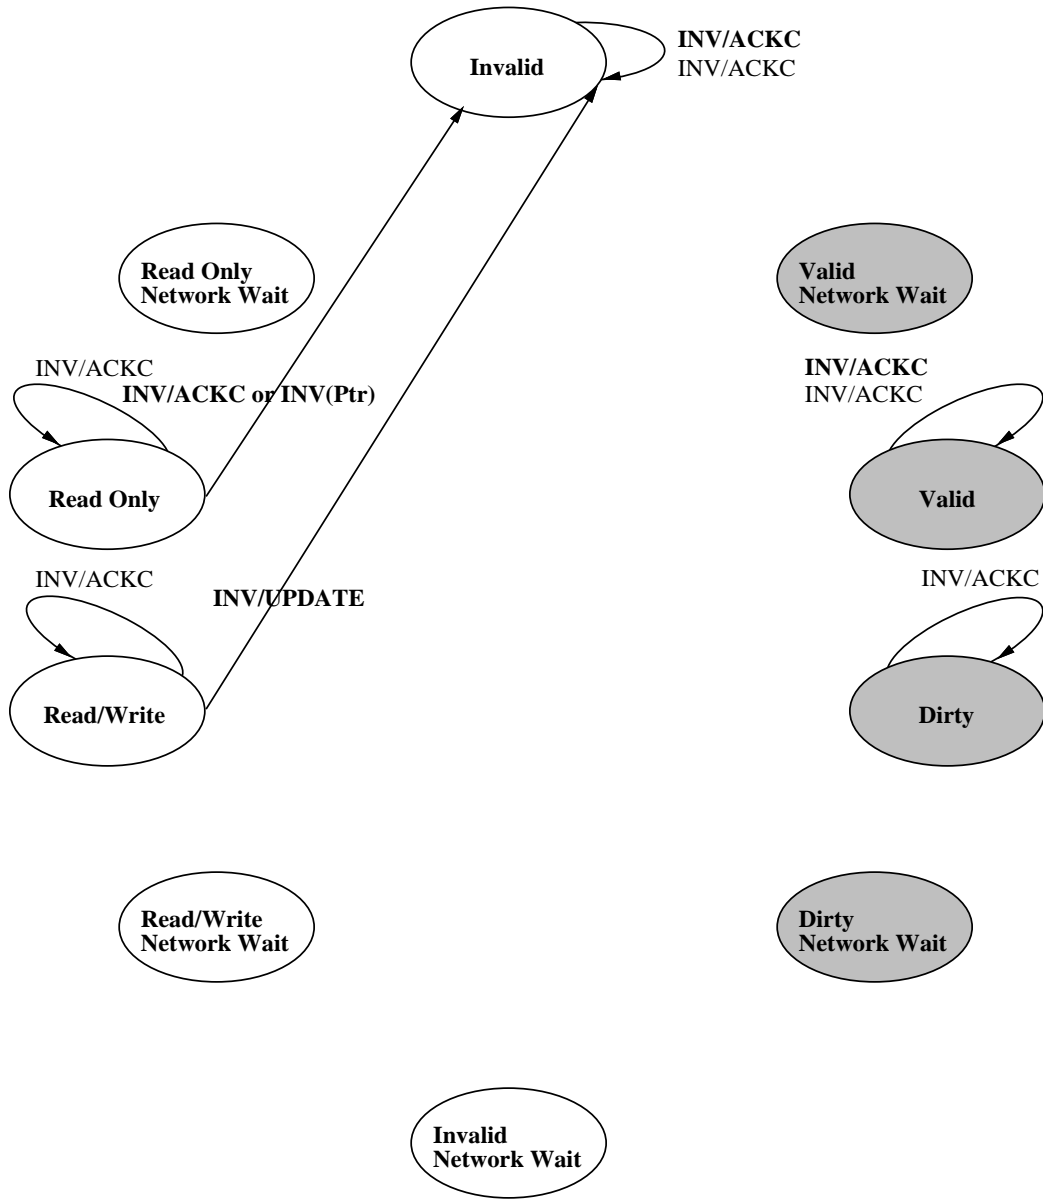 INV/ACKC
INV/ACKC
Invalid
Read Only
Network Wait
Valid
Network Wait
INV/ACKC
INV/ACKC or INV(Ptr)
INV/ACKC
INV/ACKC
Read Only
Valid
INV/ACKC
INV/UPDATE
INV/ACKC
Read/Write
Dirty
Read/Write
Network Wait
Dirty
Network Wait
Invalid
Network Wait